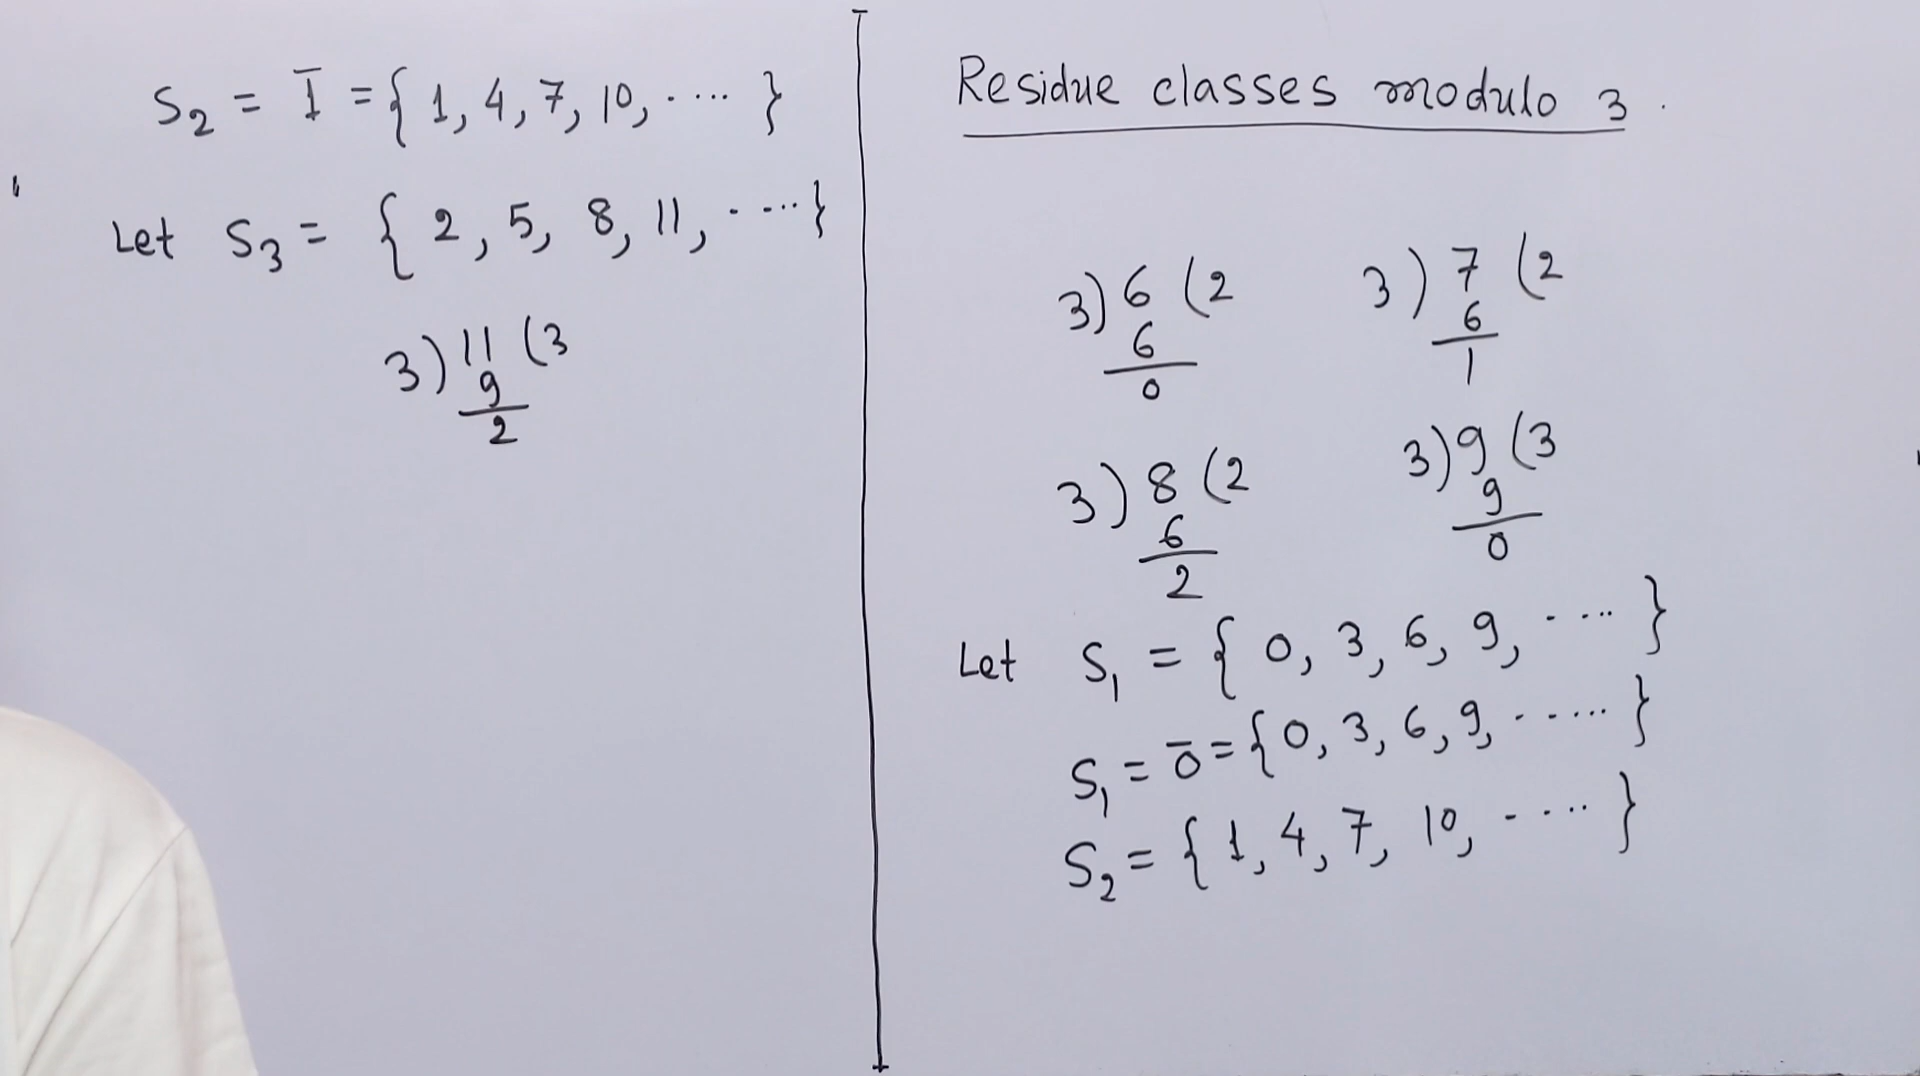 S₂ = 1̄ = { 1, 4, 7, 10, ..... }
Let S₃ = { 2, 5, 8, 11, ..... }
3) 11 (3
9
2
Residue classes modulo 3.
3) 6 (2
6
0
3) 7 (2
6
1
3) 8 (2
6
2
3) 9 (3
9
0
Let S₁ = { 0, 3, 6, 9, ..... }
S₁ = 0̄ = { 0, 3, 6, 9, ...... }
S₂ = { 1, 4, 7, 10, ..... }